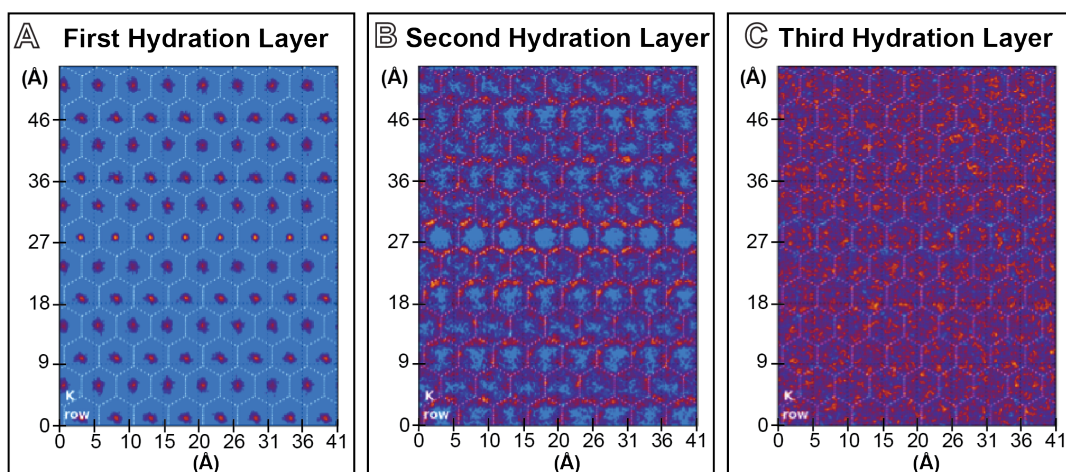 A First Hydration Layer
(Å)
46
36
27
18
9
0
K
row
0 5 10 15 20 26 31 36 41
(Å)
B Second Hydration Layer
(Å)
46
36
27
18
9
0
K
row
0 5 10 15 20 26 31 36 41
(Å)
C Third Hydration Layer
(Å)
46
36
27
18
9
0
K
row
0 5 10 15 20 26 31 36 41
(Å)